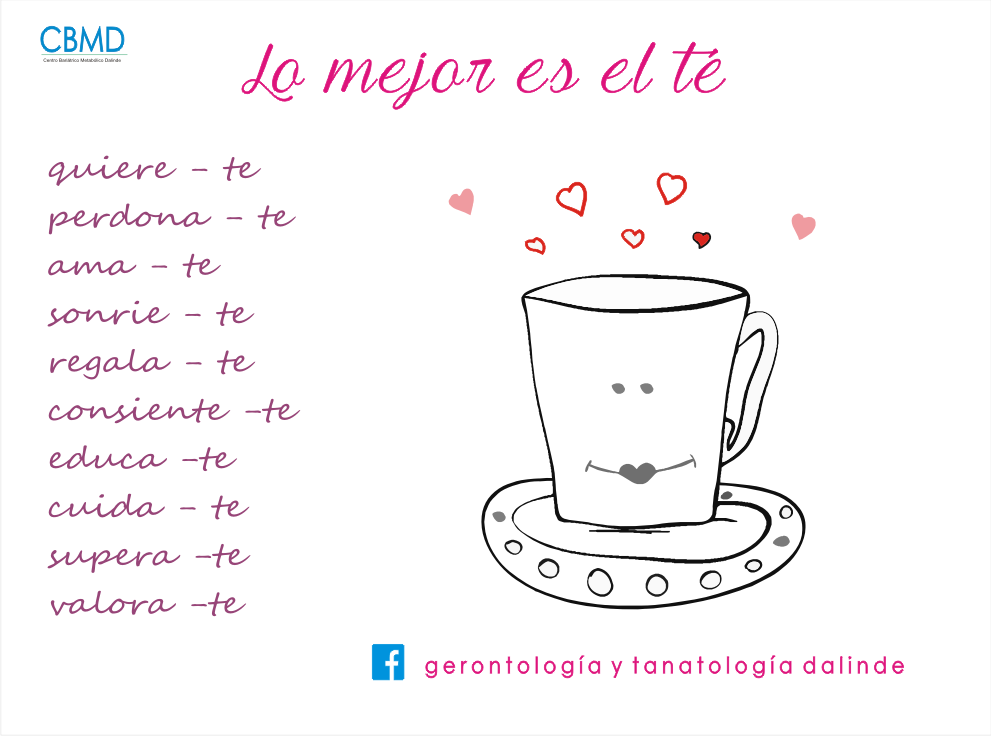 CBMD
Centro Bariátrico Metabólico Dalinde
Lo mejor es el té
quiere - te
perdona - te
ama - te
sonrie - te
regala - te
consiente -te
educa -te
cuida - te
supera -te
valora -te
gerontología y tanatología dalinde